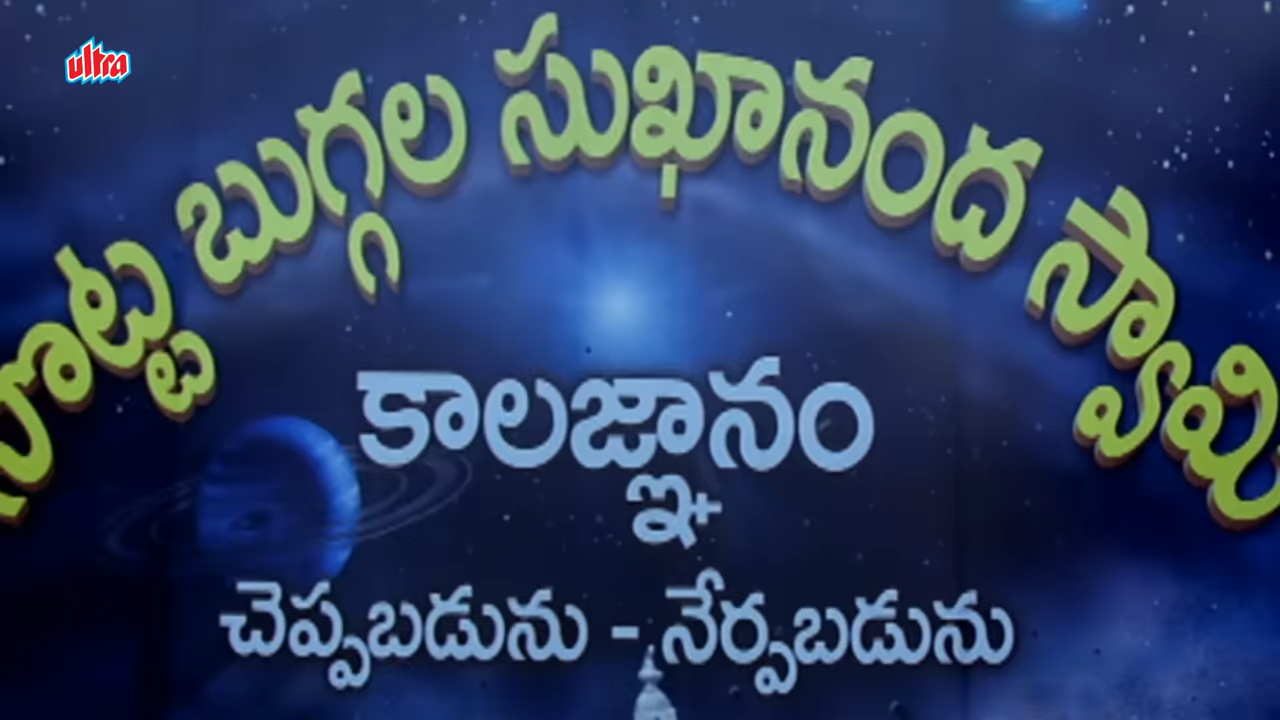 ultra
బుగ్గల సుఖానంద స్వామి
కాలజ్ఞానం
చెప్పబడును - నేర్పబడును